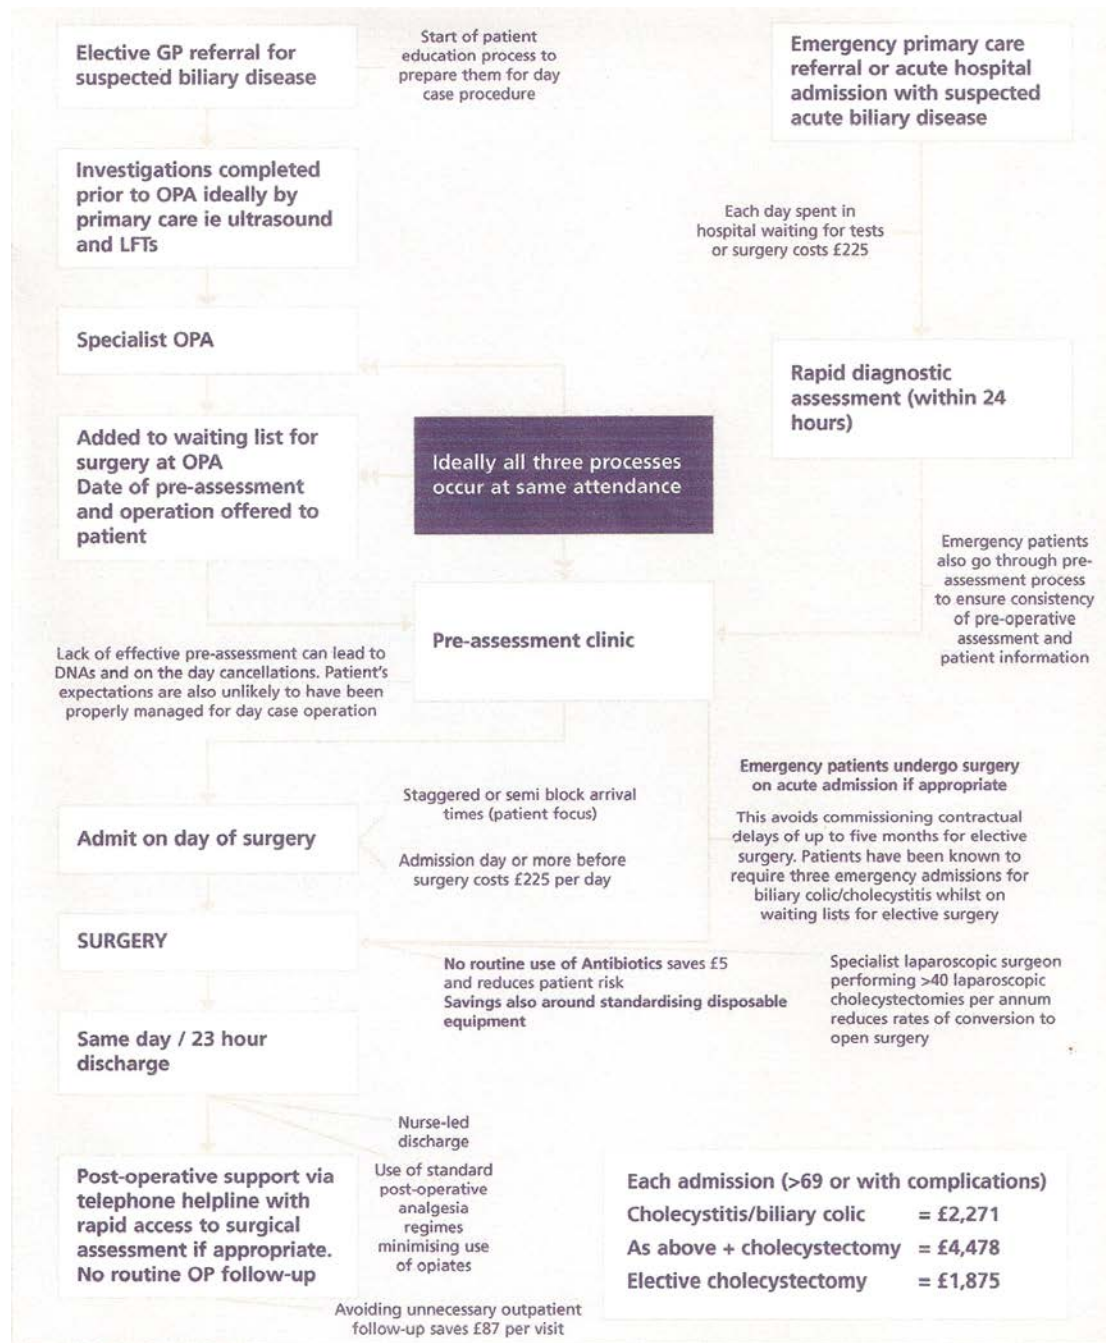 Elective GP referral for
suspected biliary disease
Start of patient
education process to
prepare them for day
case procedure
Emergency primary care
referral or acute hospital
admission with suspected
acute biliary disease
Investigations completed
prior to OPA ideally by
primary care ie ultrasound
and LFTs
Each day spent in
hospital waiting for tests
or surgery costs £225
Specialist OPA
Rapid diagnostic
assessment (within 24
hours)
Added to waiting list for
surgery at OPA
Date of pre-assessment
and operation offered to
patient
Ideally all three processes
occur at same attendance
Emergency patients
also go through pre-
assessment process
to ensure consistency
of pre-operative
assessment and
patient information
Pre-assessment clinic
Lack of effective pre-assessment can lead to
DNAs and on the day cancellations. Patient's
expectations are also unlikely to have been
properly managed for day case operation
Emergency patients undergo surgery
on acute admission if appropriate
This avoids commissioning contractual
delays of up to five months for elective
surgery. Patients have been known to
require three emergency admissions for
biliary colic/cholecystitis whilst on
waiting lists for elective surgery
Staggered or semi block arrival
times (patient focus)
Admit on day of surgery
Admission day or more before
surgery costs £225 per day
SURGERY
No routine use of Antibiotics saves £5
and reduces patient risk
Savings also around standardising disposable
equipment
Specialist laparoscopic surgeon
performing >40 laparoscopic
cholecystectomies per annum
reduces rates of conversion to
open surgery
Same day / 23 hour
discharge
Nurse-led
discharge
Use of standard
post-operative
analgesia
regimes
minimising use
of opiates
Post-operative support via
telephone helpline with
rapid access to surgical
assessment if appropriate.
No routine OP follow-up
Avoiding unnecessary outpatient
follow-up saves £87 per visit
Each admission (>69 or with complications)
Cholecystitis/biliary colic = £2,271
As above + cholecystectomy = £4,478
Elective cholecystectomy = £1,875